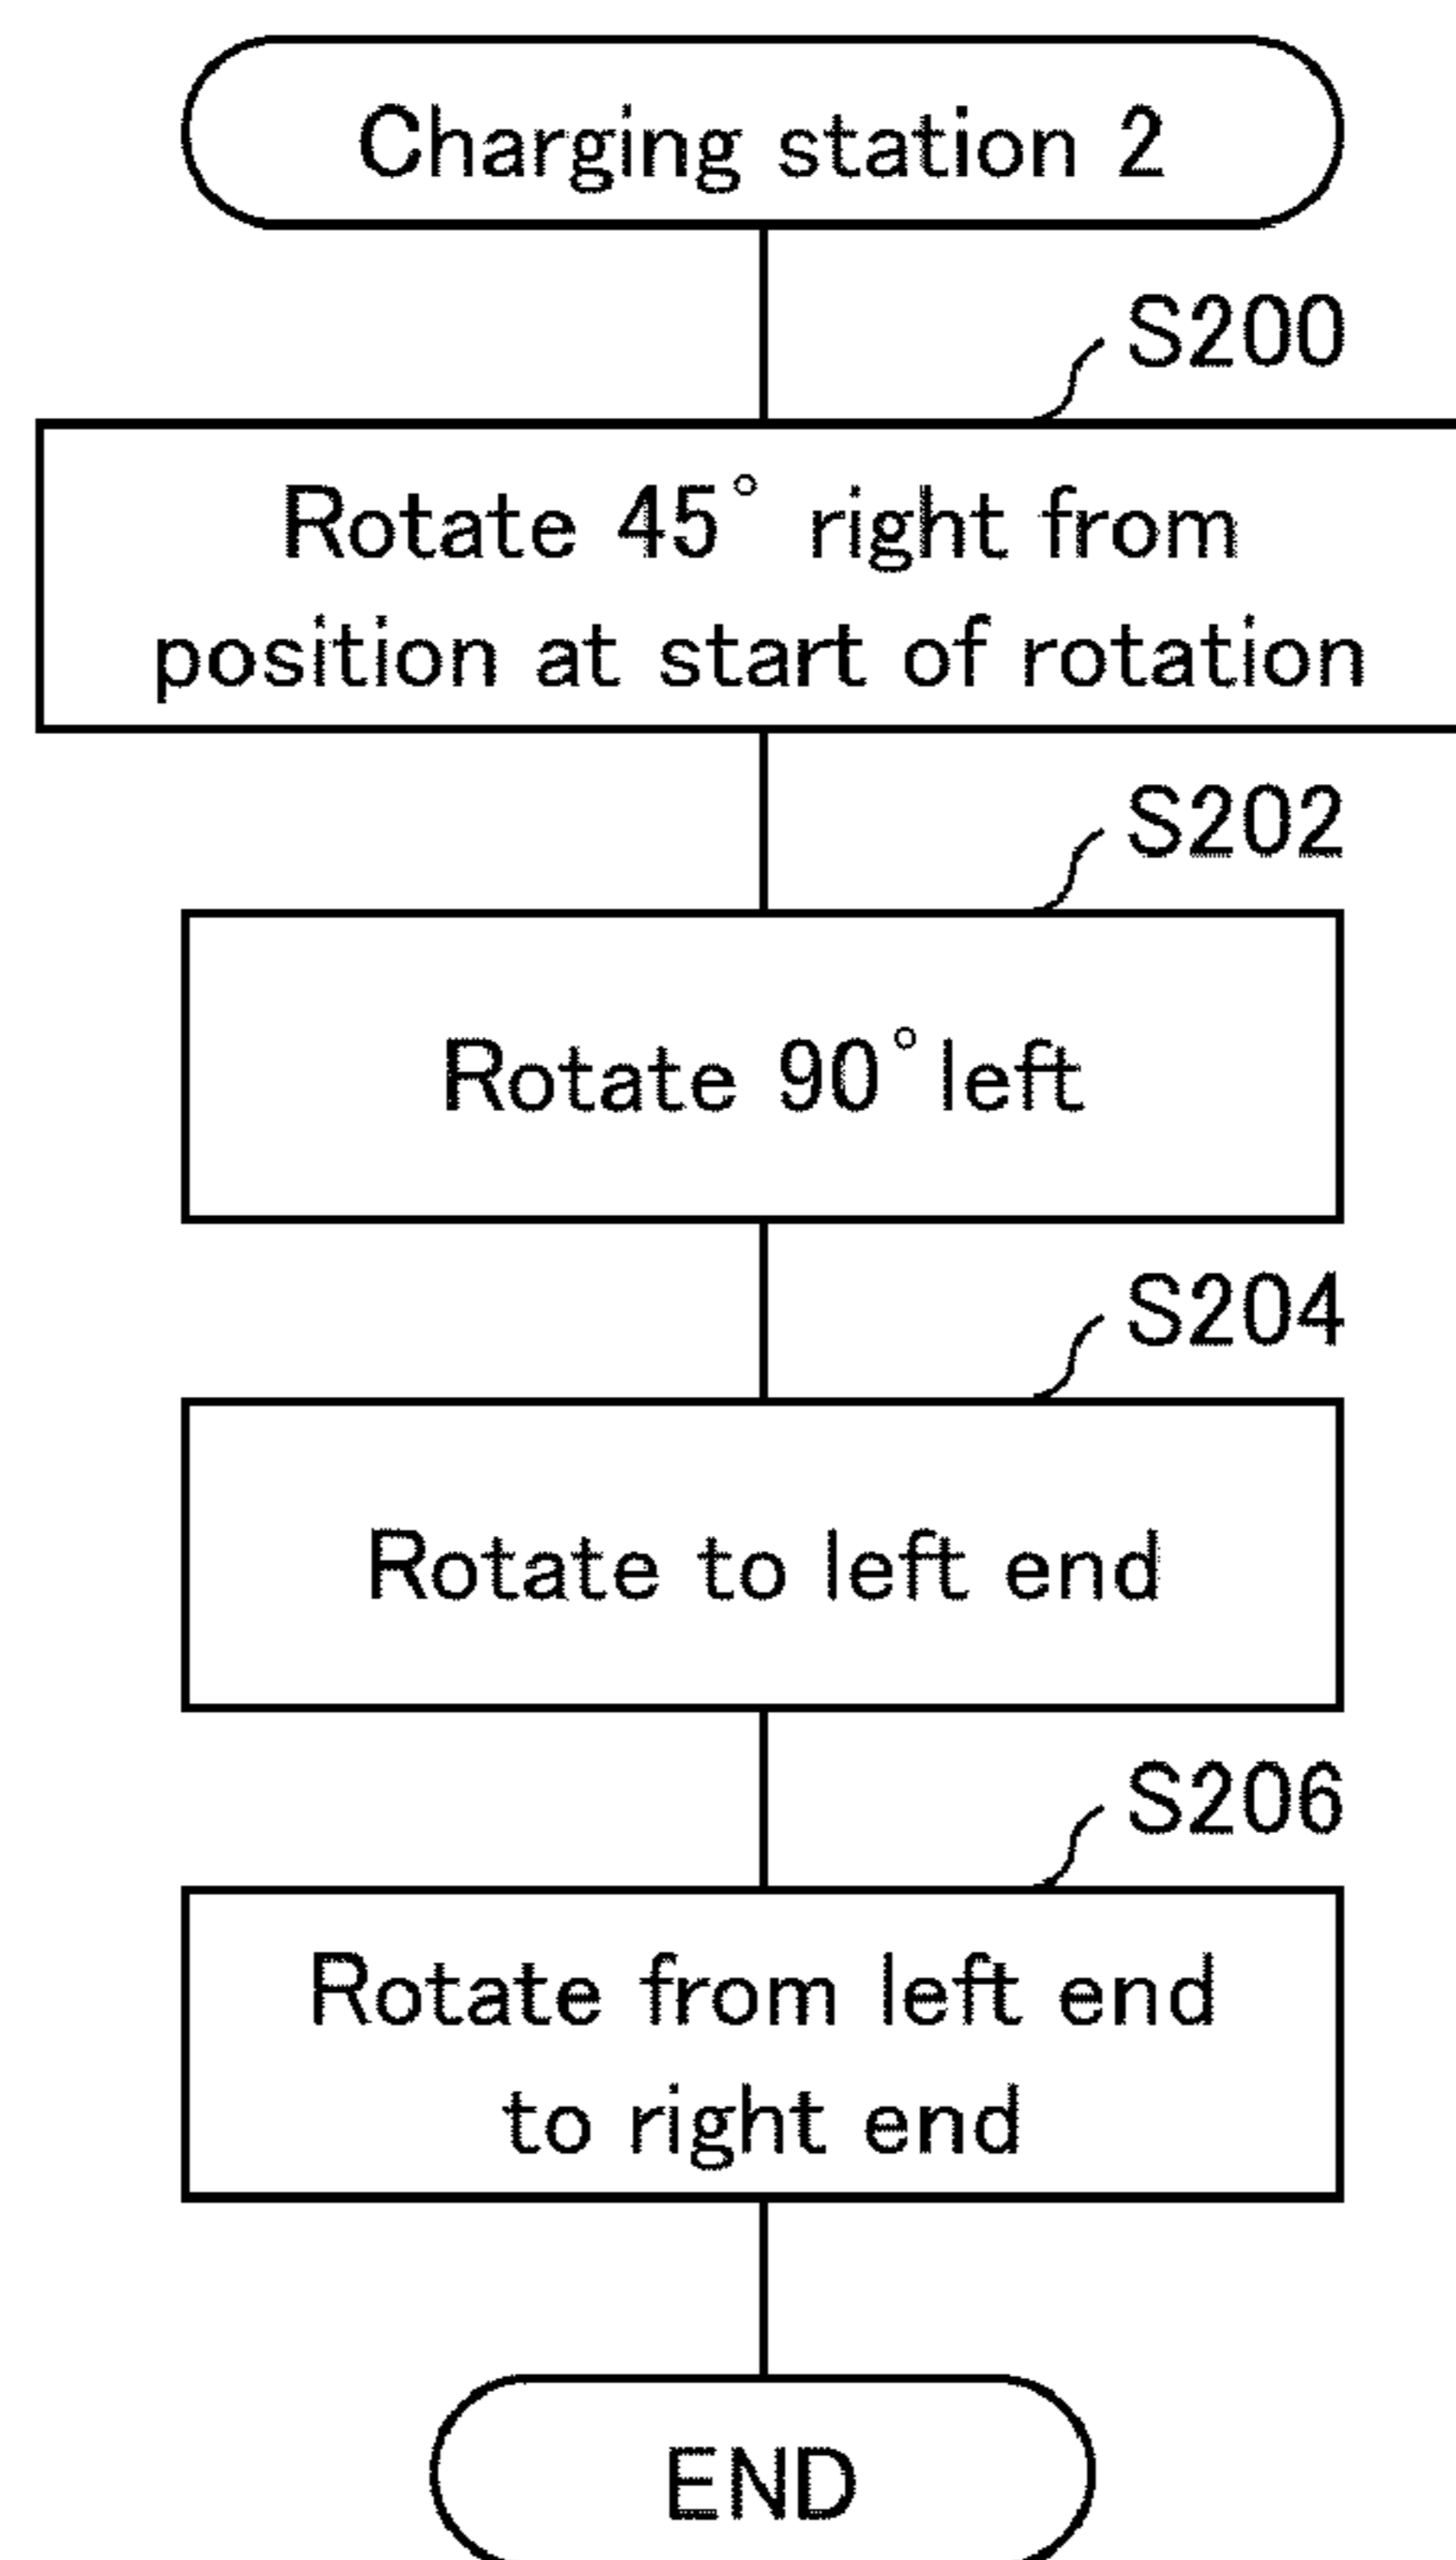 Charging station 2
S200
Rotate 45° right from
position at start of rotation
S202
Rotate 90° left
S204
Rotate to left end
S206
Rotate from left end
to right end
END